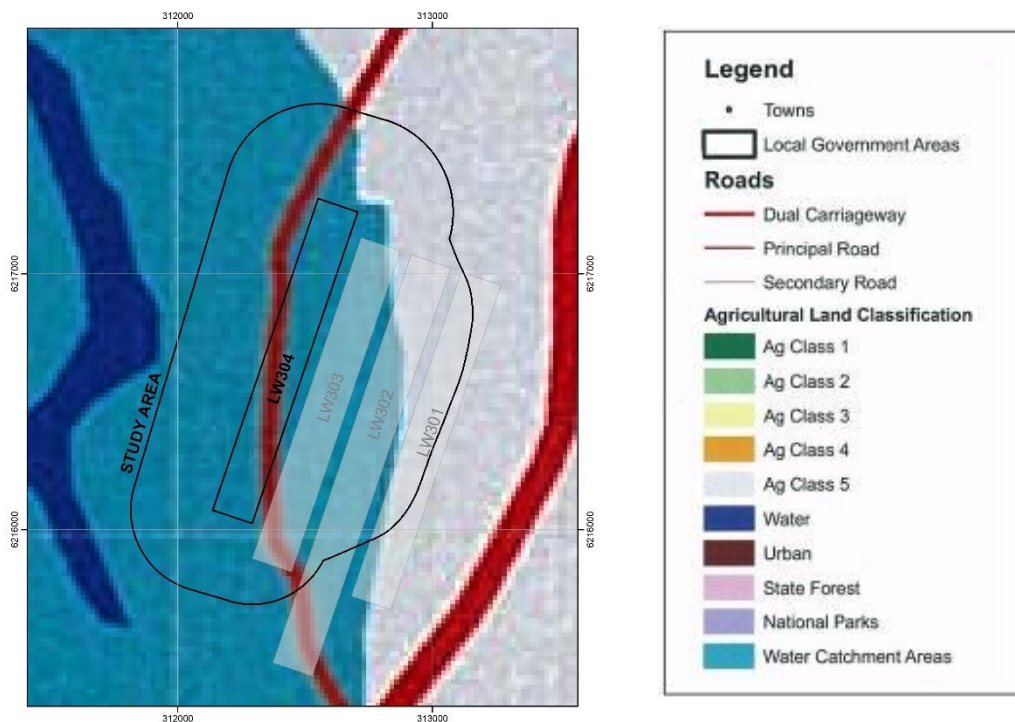 312000
313000
6217000
6217000
STUDY AREA
LW304
LW303
LW302
LW301
6216000
6216000
312000
313000
Legend
Towns
Local Government Areas
Roads
Dual Carriageway
Principal Road
Secondary Road
Agricultural Land Classification
Ag Class 1
Ag Class 2
Ag Class 3
Ag Class 4
Ag Class 5
Water
Urban
State Forest
National Parks
Water Catchment Areas